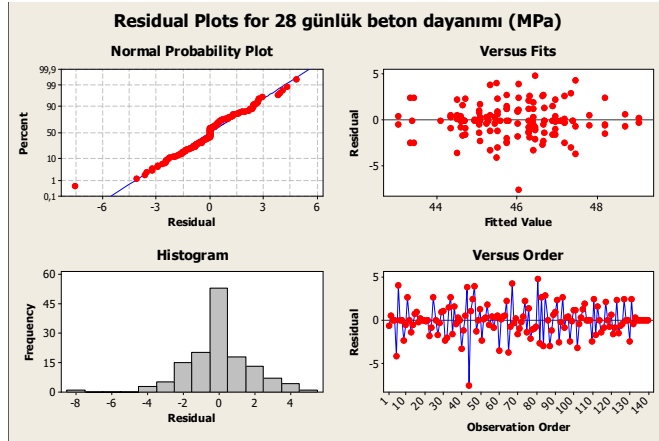 Residual Plots for 28 günlük beton dayanımı (MPa)
Normal Probability Plot
99,9
99
90
50
10
1
0,1
Percent
-6 -3 0 3 6
Residual
Versus Fits
5
0
-5
Residual
44 46 48
Fitted Value
Histogram
60
45
30
15
0
Frequency
-8 -6 -4 -2 0 2 4
Residual
Versus Order
5
0
-5
Residual
1 10 20 30 40 50 60 70 80 90 100 110 120 130 140
Observation Order